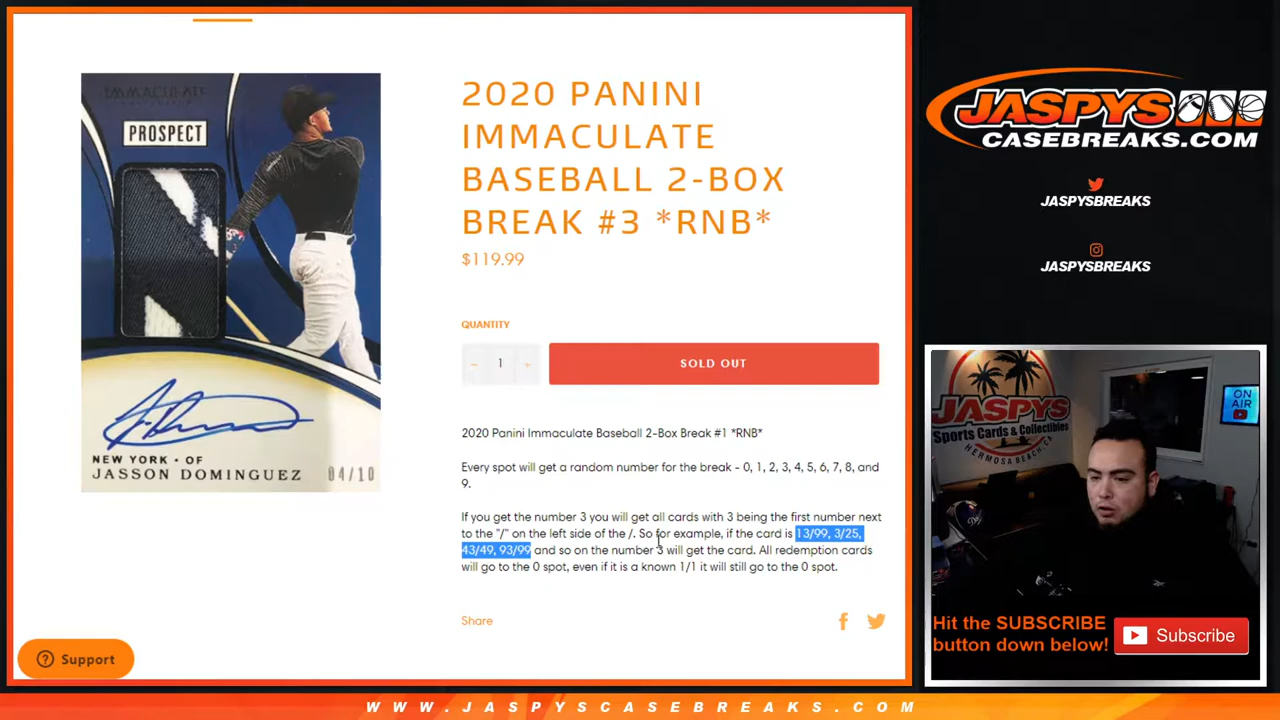 IMMACULATE
PROSPECT
NEW YORK • OF
JASSON DOMINGUEZ
04/10
2020 PANINI
IMMACULATE
BASEBALL 2-BOX
BREAK #3 *RNB*
$119.99
QUANTITY
− 1 +
SOLD OUT
2020 Panini Immaculate Baseball 2-Box Break #1 *RNB*
Every spot will get a random number for the break - 0, 1, 2, 3, 4, 5, 6, 7, 8, and
9.
If you get the number 3 you will get all cards with 3 being the first number next
to the "/" on the left side of the /. So for example, if the card is 13/99, 3/25,
43/49, 93/99 and so on the number 3 will get the card. All redemption cards
will go to the 0 spot, even if it is a known 1/1 it will still go to the 0 spot.
Share
Support
JASPYS
CASEBREAKS.COM
JASPYSBREAKS
JASPYSBREAKS
JASPYS
Sports Cards & Collectibles
HERMOSA BEACH, CA
ON
AIR
Hit the SUBSCRIBE
button down below!
Subscribe
WWW.JASPYSCASEBREAKS.COM